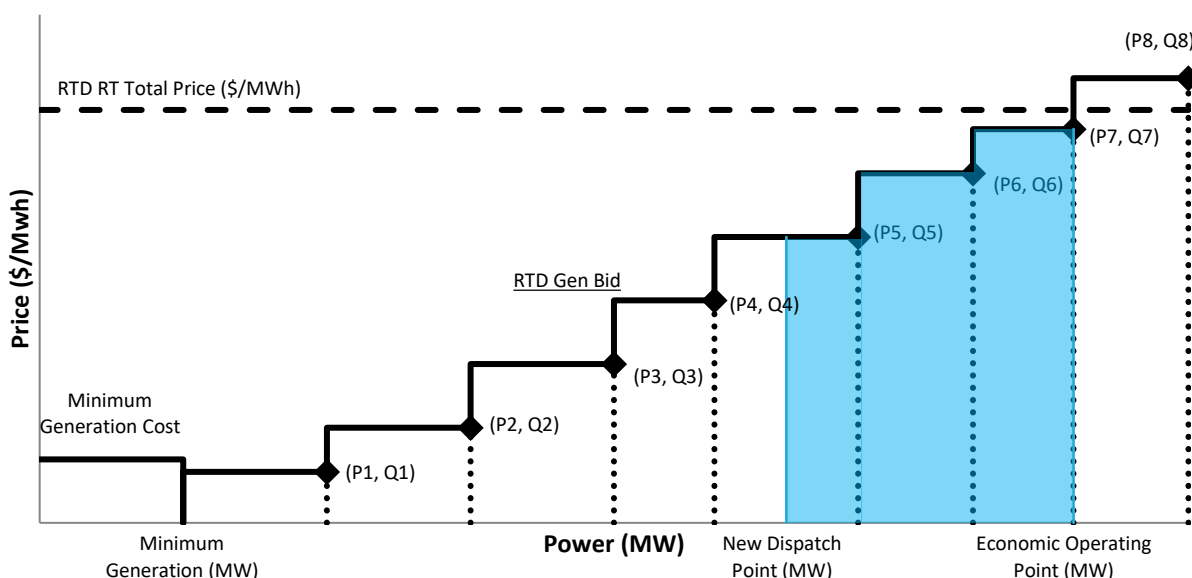 (P8, Q8)
RTD RT Total Price ($/MWh)
(P7, Q7)
(P6, Q6)
(P5, Q5)
RTD Gen Bid
(P4, Q4)
(P3, Q3)
Minimum
Generation Cost
(P2, Q2)
(P1, Q1)
Price ($/Mwh)
Minimum
Generation (MW)
Power (MW)
New Dispatch
Point (MW)
Economic Operating
Point (MW)